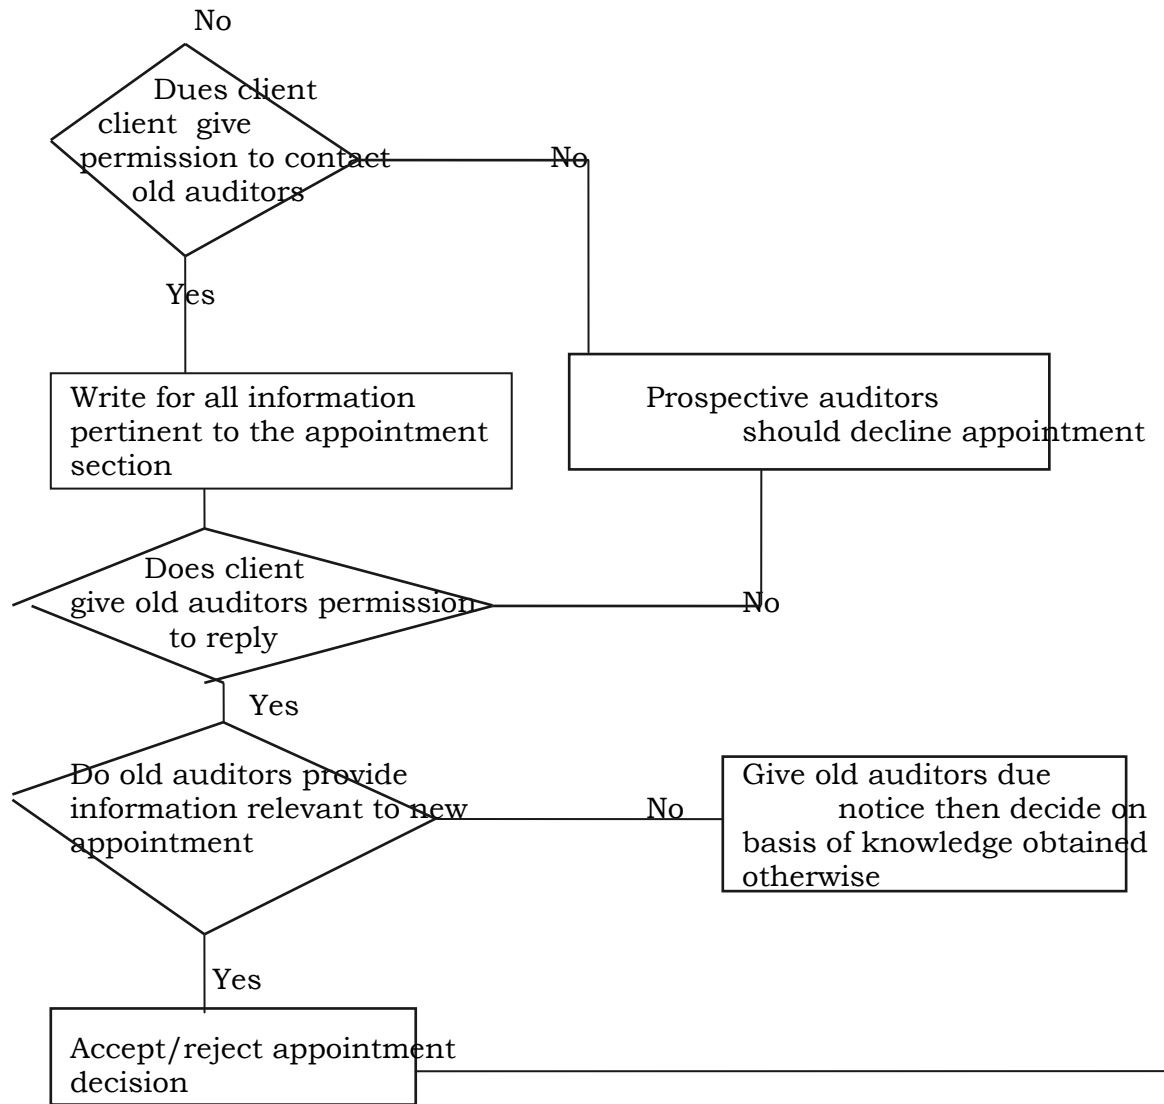 No
Dues client
client give
permission to contact
old auditors
No
Yes
Write for all information
pertinent to the appointment
section
Prospective auditors
should decline appointment
Does client
give old auditors permission
to reply
No
Yes
Do old auditors provide
information relevant to new
appointment
No
Give old auditors due
notice then decide on
basis of knowledge obtained
otherwise
Yes
Accept/reject appointment
decision